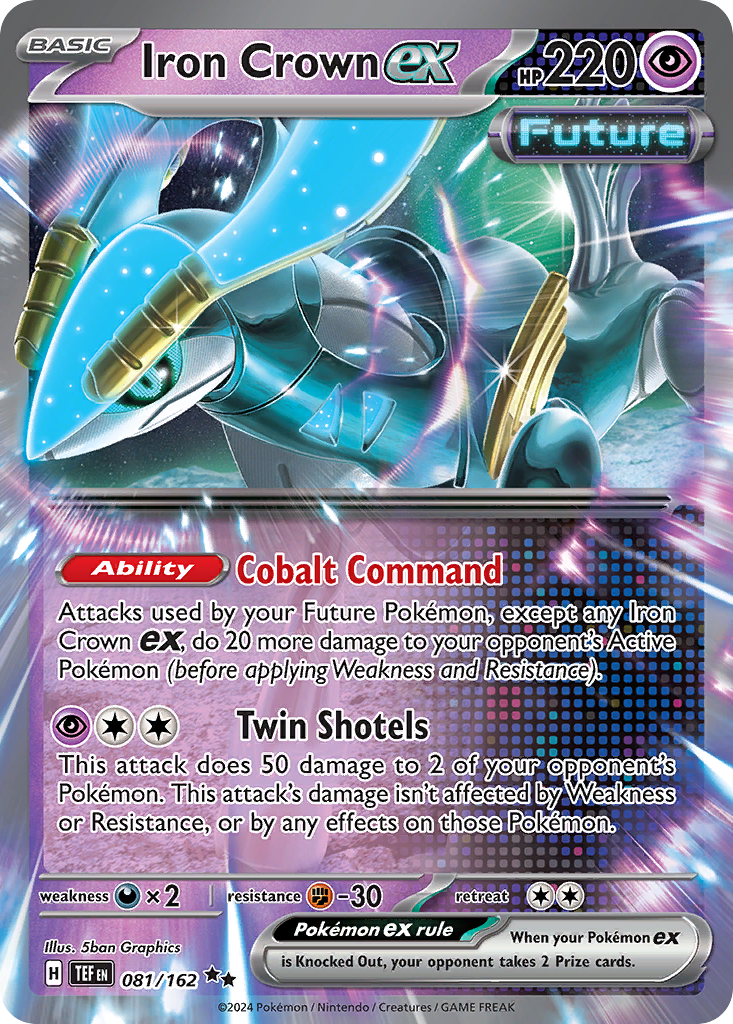 BASIC Iron Crown ex HP 220
Future
Ability Cobalt Command
Attacks used by your Future Pokémon, except any Iron
Crown ex, do 20 more damage to your opponent's Active
Pokémon (before applying Weakness and Resistance).
Twin Shotels
This attack does 50 damage to 2 of your opponent's
Pokémon. This attack's damage isn't affected by Weakness
or Resistance, or by any effects on those Pokémon.
weakness ×2 resistance -30 retreat
Illus. 5ban Graphics
Pokémon ex rule When your Pokémon ex
is Knocked Out, your opponent takes 2 Prize cards.
H TEF EN 081/162
©2024 Pokémon / Nintendo / Creatures / GAME FREAK